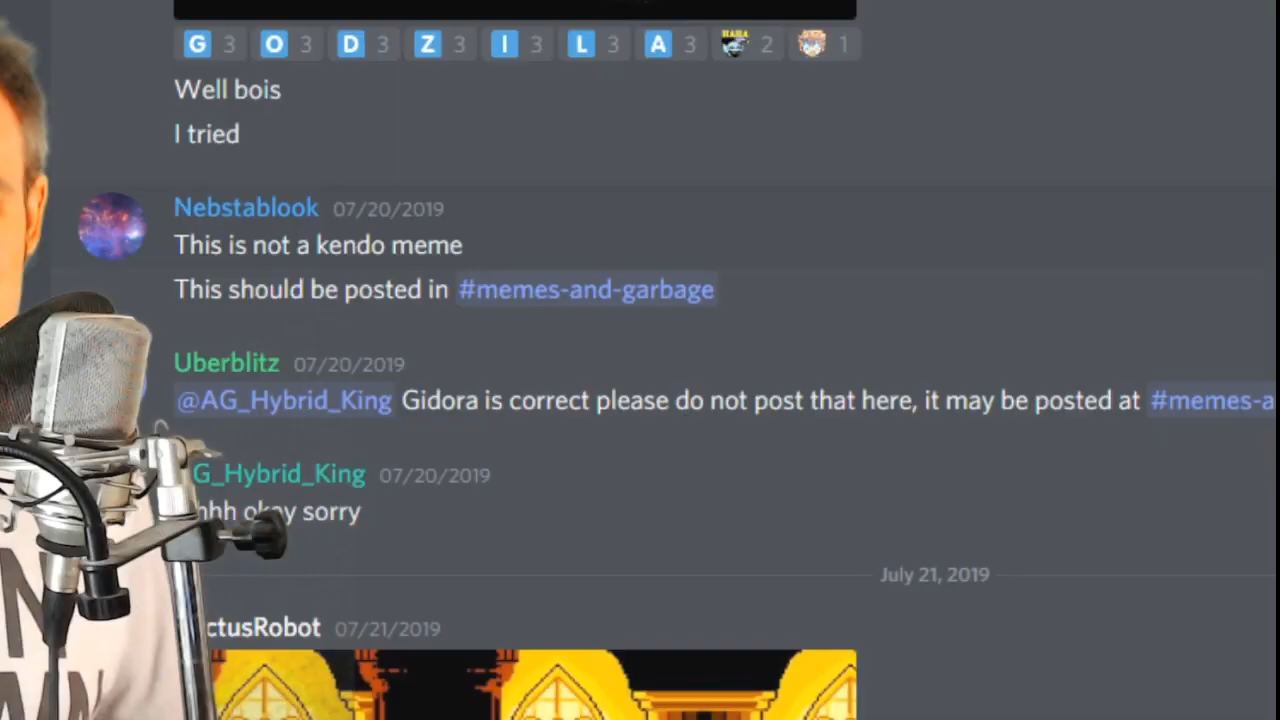 G 3 O 3 D 3 Z 3 I 3 L 3 A 3 HAHA 2 1
Well bois
I tried
Nebstablook 07/20/2019
This is not a kendo meme
This should be posted in #memes-and-garbage
Uberblitz 07/20/2019
@AG_Hybrid_King Gidora is correct please do not post that here, it may be posted at #memes-a
G_Hybrid_King 07/20/2019
hhh okay sorry
July 21, 2019
ctusRobot 07/21/2019